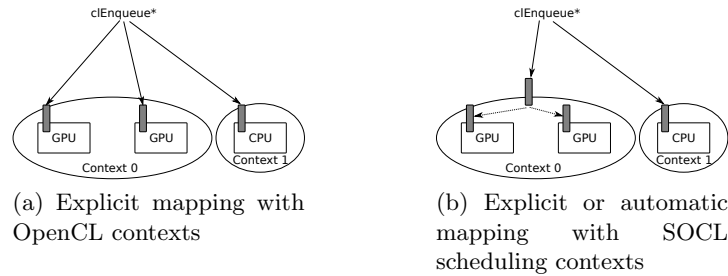 clEnqueue*
GPU
GPU
CPU
Context 0
Context 1
(a) Explicit mapping with
OpenCL contexts
clEnqueue*
GPU
GPU
CPU
Context 0
Context 1
(b) Explicit or automatic
mapping with SOCL
scheduling contexts